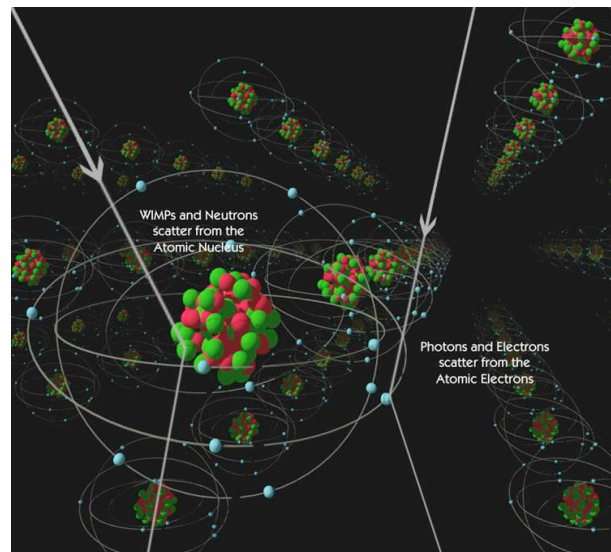 WIMPs and Neutrons
scatter from the
Atomic Nucleus
Photons and Electrons
scatter from the
Atomic Electrons